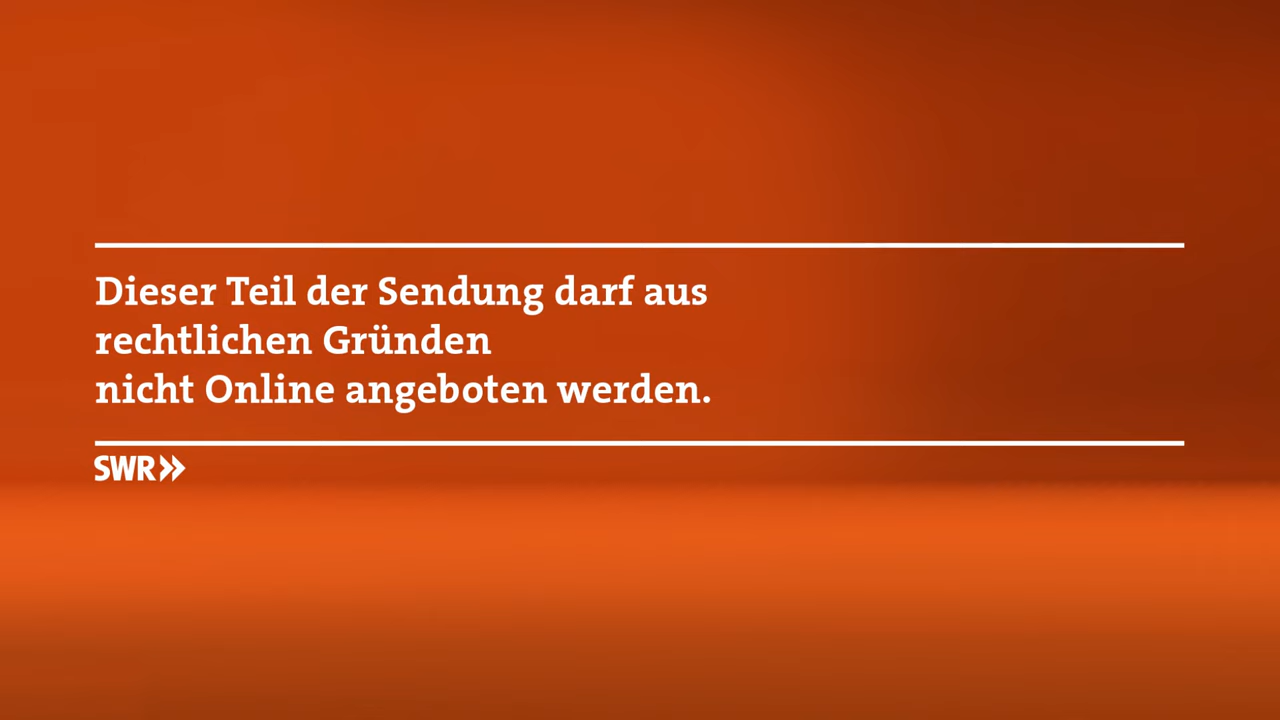 Dieser Teil der Sendung darf aus
rechtlichen Gründen
nicht Online angeboten werden.
SWR